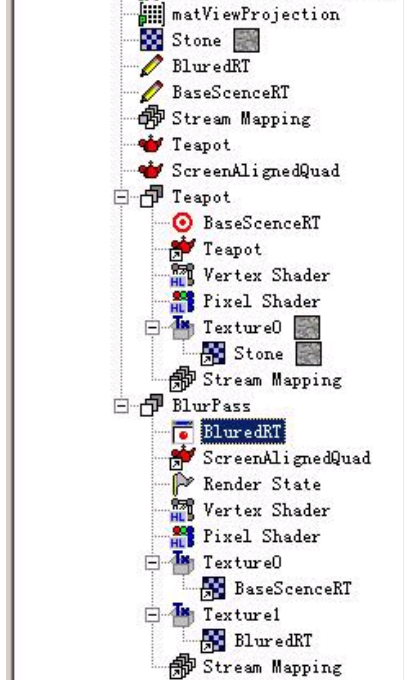 matViewProjection
Stone
BluredRT
BaseScenceRT
Stream Mapping
Teapot
ScreenAlignedQuad
Teapot
BaseScenceRT
Teapot
Vertex Shader
Pixel Shader
Texture0
Stone
Stream Mapping
BlurPass
BluredRT
ScreenAlignedQuad
Render State
Vertex Shader
Pixel Shader
Texture0
BaseScenceRT
Texture1
BluredRT
Stream Mapping